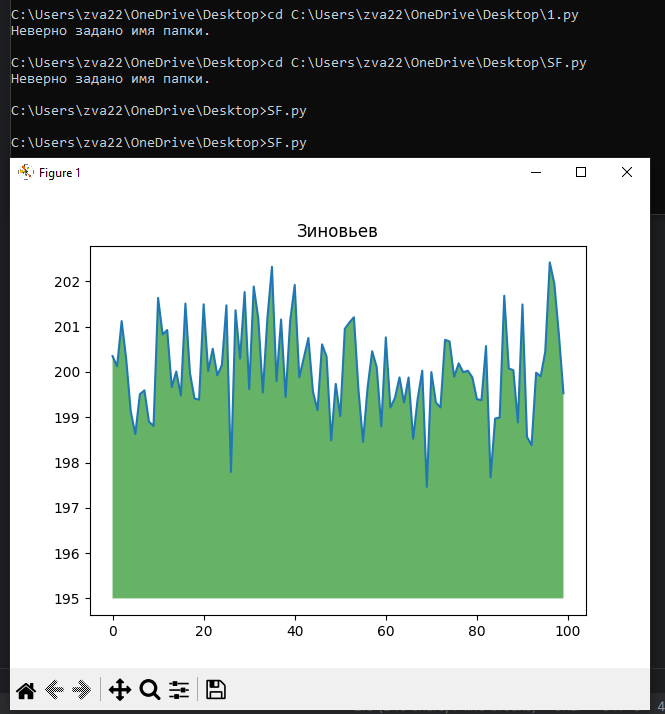 C:\Users\zva22\OneDrive\Desktop>cd C:\Users\zva22\OneDrive\Desktop\1.py
Неверно задано имя папки.
C:\Users\zva22\OneDrive\Desktop>cd C:\Users\zva22\OneDrive\Desktop\SF.py
Неверно задано имя папки.
C:\Users\zva22\OneDrive\Desktop>SF.py
C:\Users\zva22\OneDrive\Desktop>SF.py
Figure 1
Зиновьев
202
201
200
199
198
197
196
195
0 20 40 60 80 100